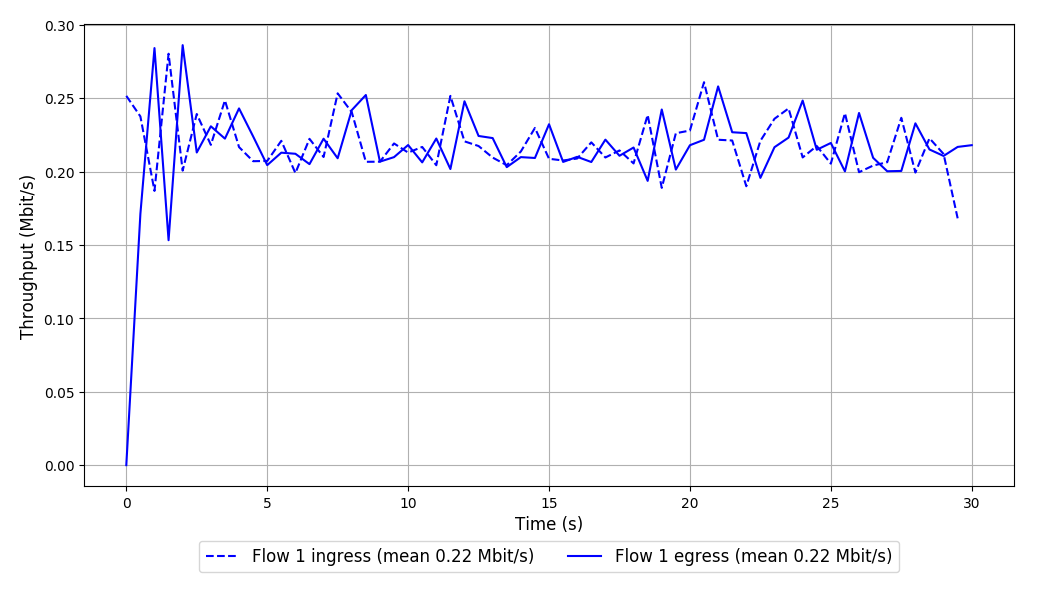 0.30
0.25
0.20
0.15
0.10
0.05
0.00
Throughput (Mbit/s)
0 5 10 15 20 25 30
Time (s)
Flow 1 ingress (mean 0.22 Mbit/s) Flow 1 egress (mean 0.22 Mbit/s)